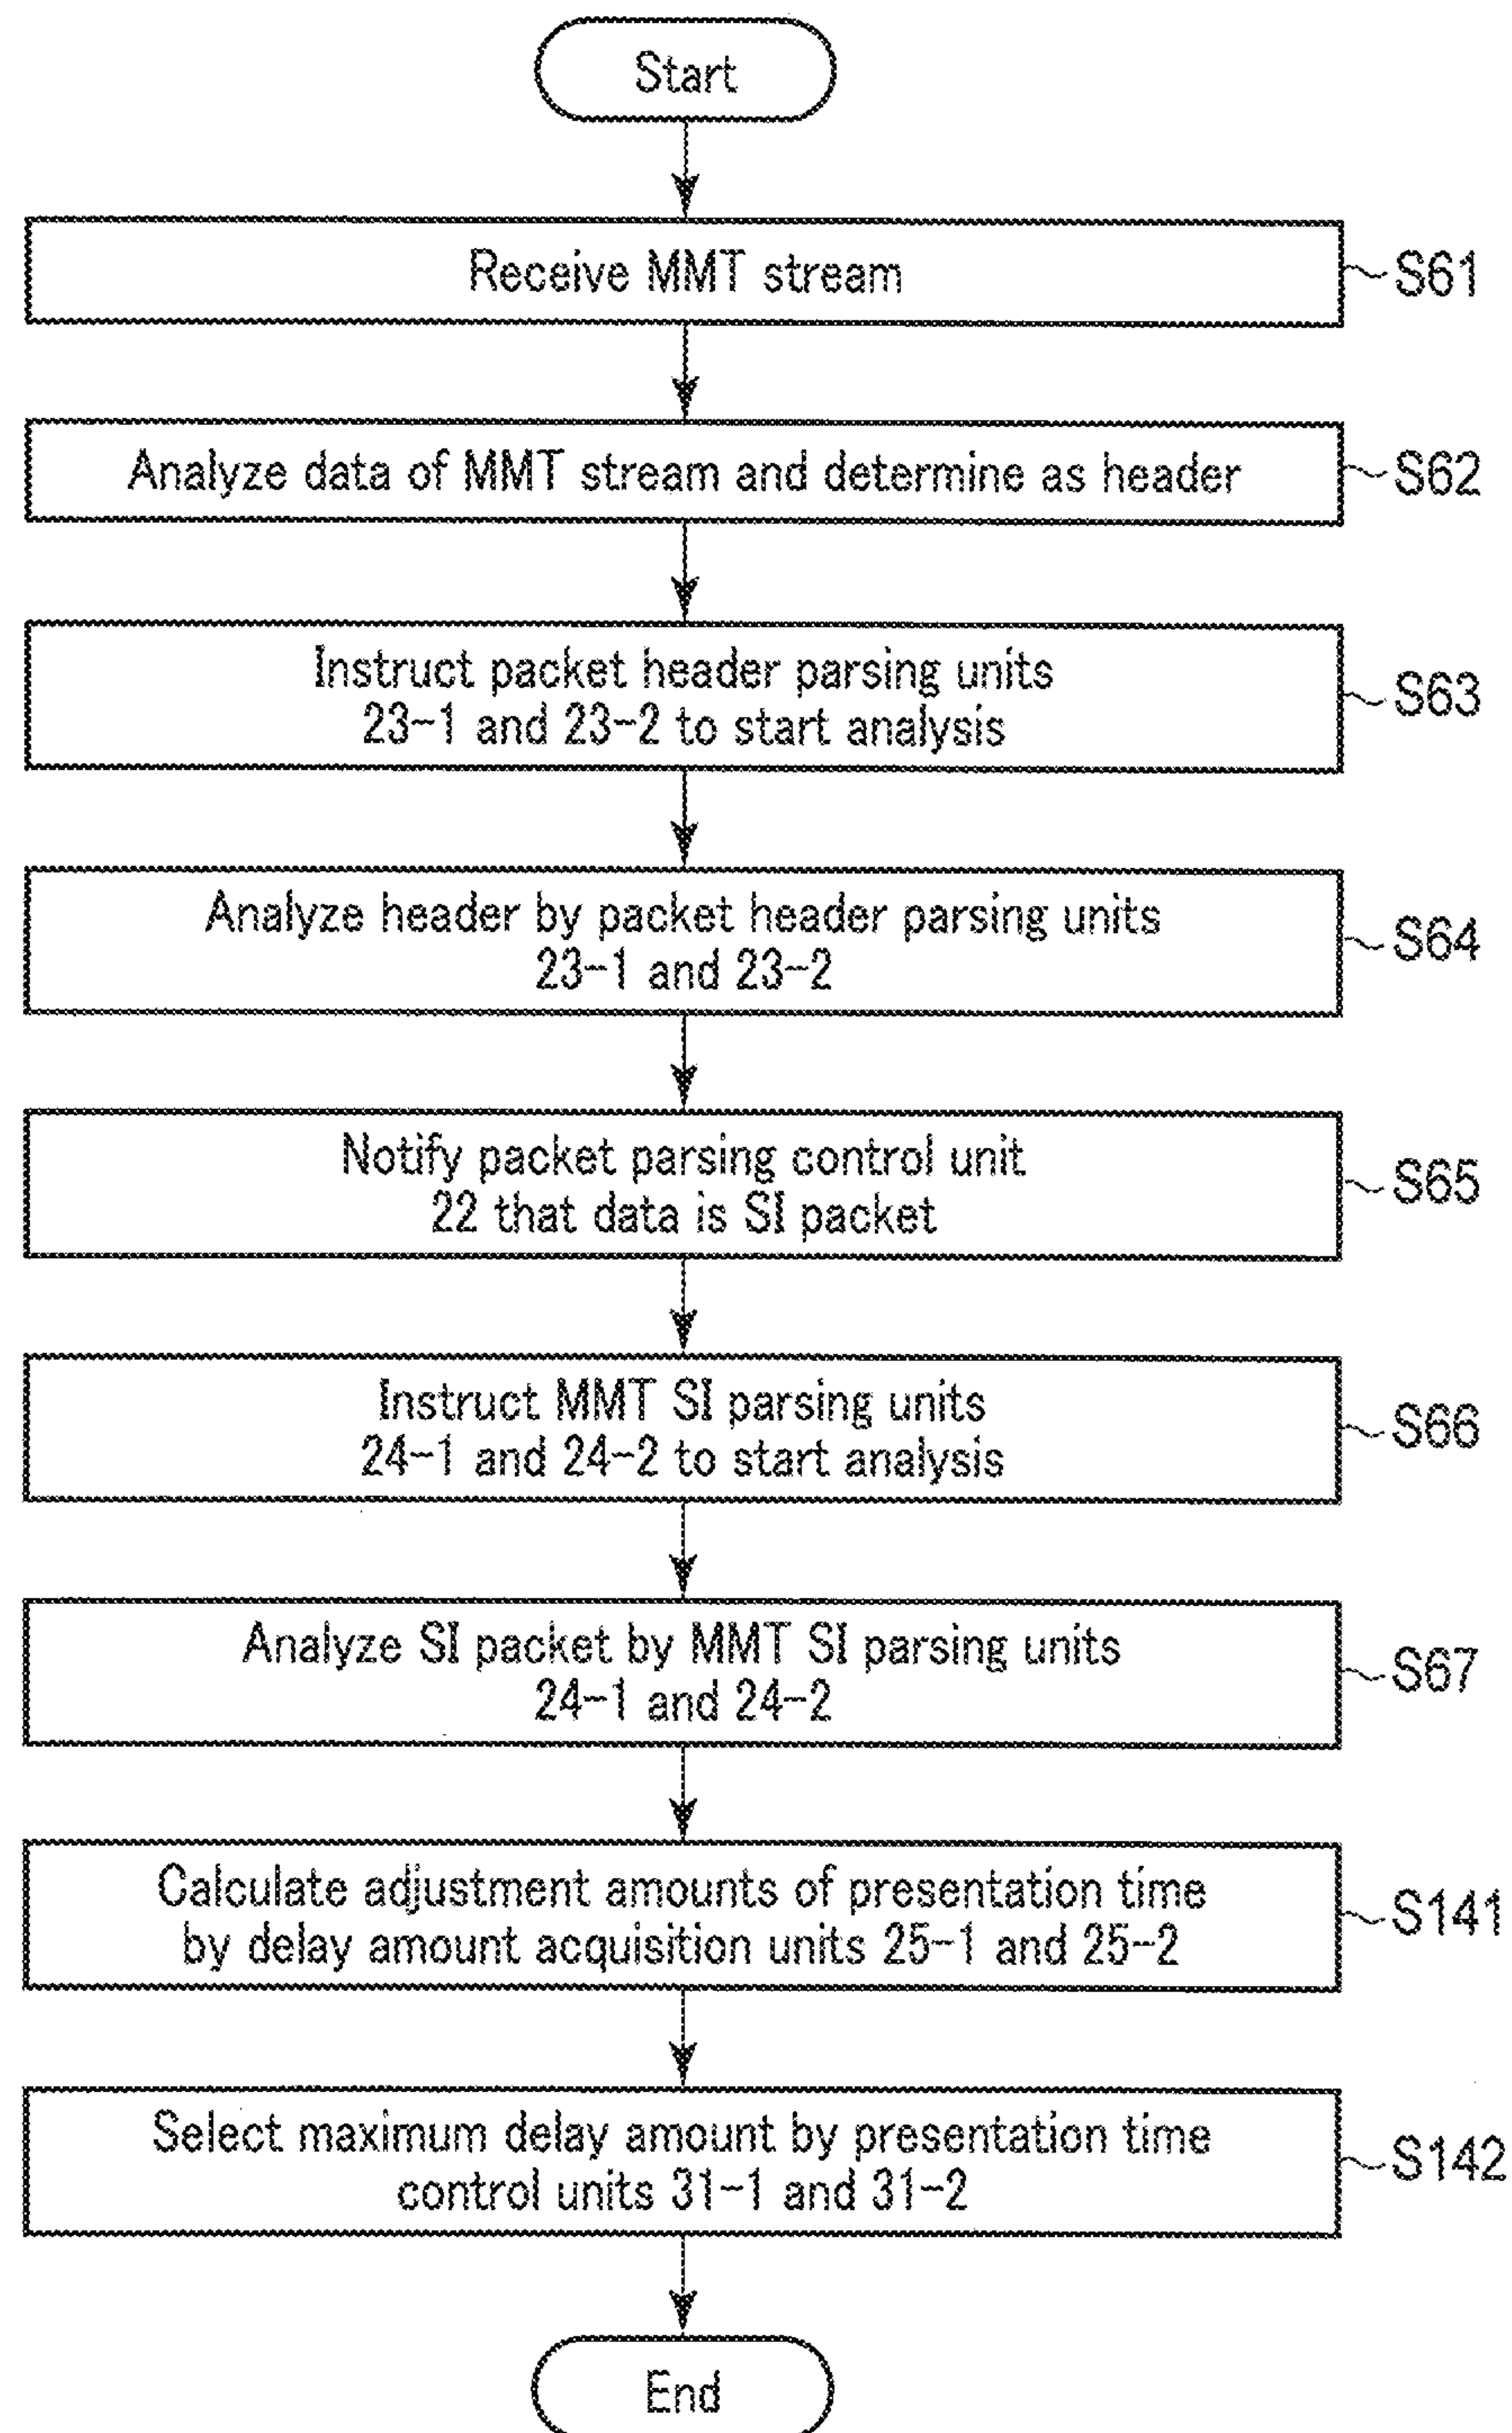 Start
Receive MMT stream
S61
Analyze data of MMT stream and determine as header
S62
Instruct packet header parsing units
23-1 and 23-2 to start analysis
S63
Analyze header by packet header parsing units
23-1 and 23-2
S64
Notify packet parsing control unit
22 that data is SI packet
S65
Instruct MMT SI parsing units
24-1 and 24-2 to start analysis
S66
Analyze SI packet by MMT SI parsing units
24-1 and 24-2
S67
Calculate adjustment amounts of presentation time
by delay amount acquisition units 25-1 and 25-2
S141
Select maximum delay amount by presentation time
control units 31-1 and 31-2
S142
End